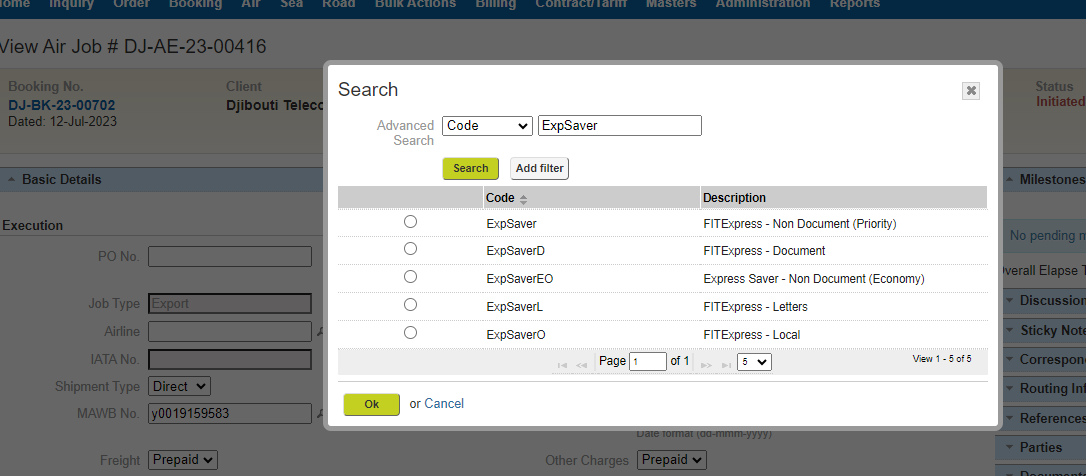 Home Inquiry Order Booking Air Sea Road Bulk Actions Billing Contract/Tariff Masters Administration Reports
View Air Job # DJ-AE-23-00416
Booking No.
DJ-BK-23-00702
Dated: 12-Jul-2023
Client
Djibouti Teleco
Status
Initiated
Basic Details
Execution
PO No.
Job Type Export
Airline
IATA No.
Shipment Type Direct
MAWB No. y0019159583
Freight Prepaid
Search
Advanced Search Code ExpSaver
Search Add filter
Code Description
ExpSaver FITExpress - Non Document (Priority)
ExpSaverD FITExpress - Document
ExpSaverEO Express Saver - Non Document (Economy)
ExpSaverL FITExpress - Letters
ExpSaverO FITExpress - Local
Page 1 of 1 5 View 1 - 5 of 5
Ok or Cancel
Date format (dd-mmm-yyyy)
Other Charges Prepaid
Milestones
No pending m
Overall Elapse T
Discussion
Sticky Note
Correspon
Routing Inf
References
Parties